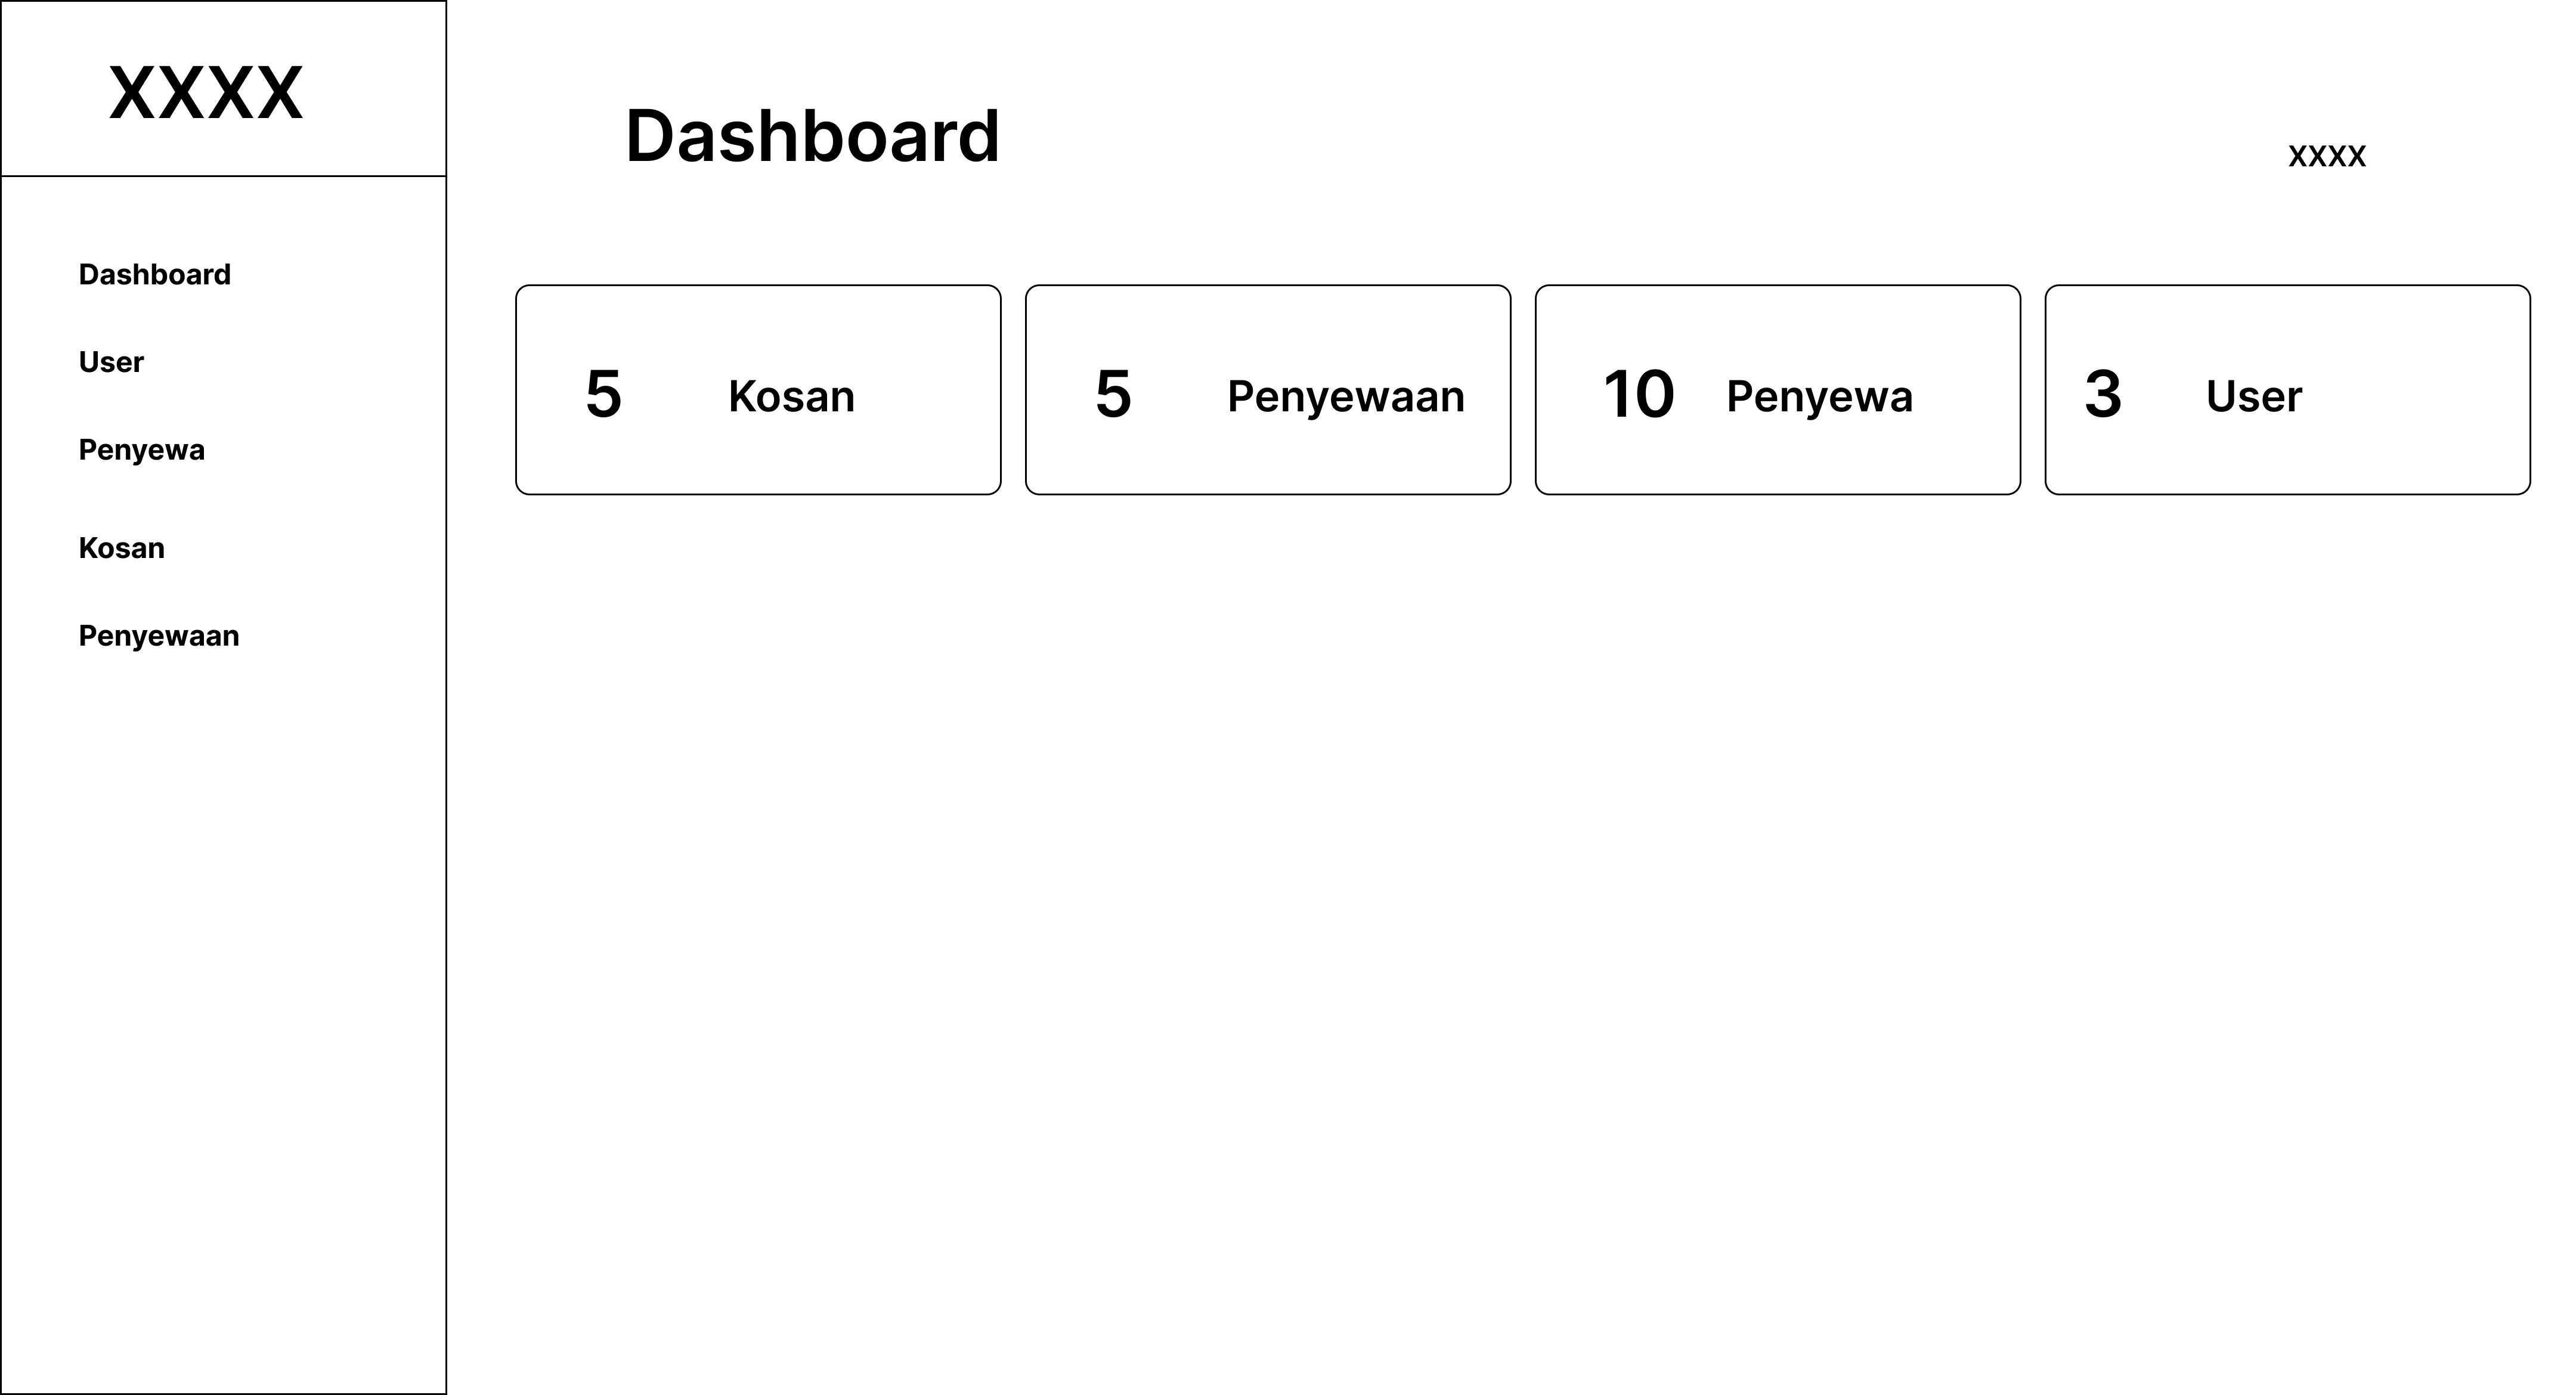 XXXX
Dashboard
User
Penyewa
Kosan
Penyewaan
Dashboard
XXXX
5 Kosan
5 Penyewaan
10 Penyewa
3 User